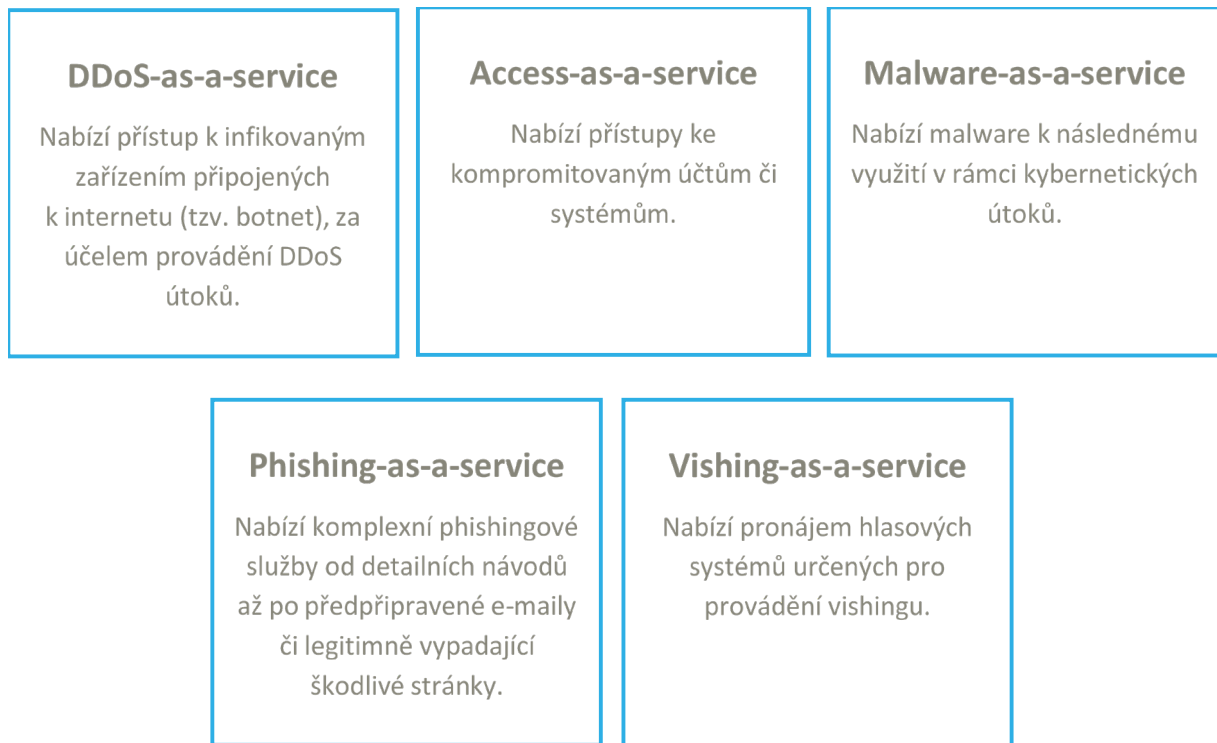 DDoS-as-a-service
Nabízí přístup k infikovaným
zařízením připojených
k internetu (tzv. botnet), za
účelem provádění DDoS
útoků.
Access-as-a-service
Nabízí přístupy ke
kompromitovaným účtům či
systémům.
Malware-as-a-service
Nabízí malware k následnému
využití v rámci kybernetických
útoků.
Phishing-as-a-service
Nabízí komplexní phishingové
služby od detailních návodů
až po předpřipravené e-maily
či legitimně vypadající
škodlivé stránky.
Vishing-as-a-service
Nabízí pronájem hlasových
systémů určených pro
provádění vishingu.